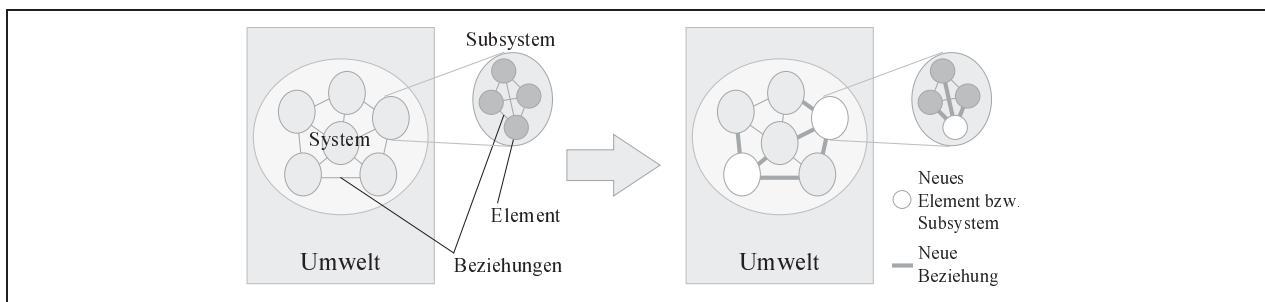 Subsystem
System
Element
Umwelt
Beziehungen
Umwelt
Neues
Element bzw.
Subsystem
Neue
Beziehung